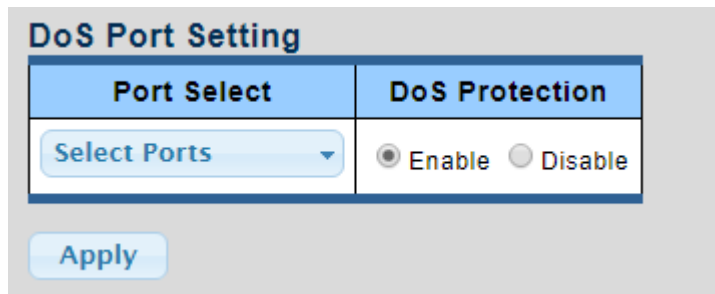 DoS Port Setting
Port Select DoS Protection
Select Ports Enable Disable
Apply